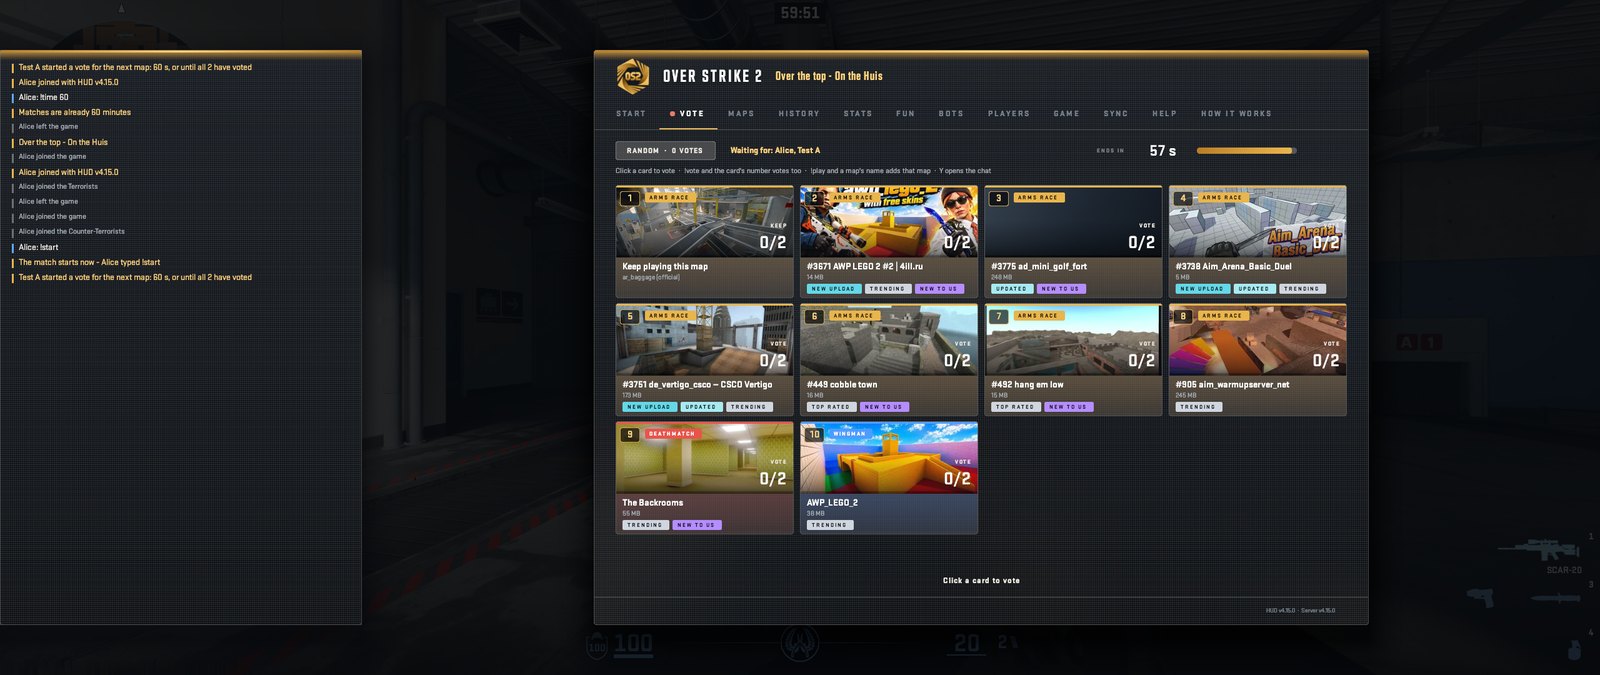 59:51
Test A started a vote for the next map: 60 s, or until all 2 have voted
Alice joined with HUD v4.15.0
Alice: !time 60
Matches are already 60 minutes
Alice left the game
Over the top - On the Huis
Alice joined the game
Alice joined with HUD v4.15.0
Alice joined the Terrorists
Alice left the game
Alice joined the game
Alice joined the Counter-Terrorists
Alice: !start
The match starts now - Alice typed !start
Test A started a vote for the next map: 60 s, or until all 2 have voted
OS2
OVER STRIKE 2 Over the top - On the Huis
START VOTE MAPS HISTORY STATS FUN BOTS PLAYERS GAME SYNC HELP HOW IT WORKS
RANDOM · 0 VOTES Waiting for: Alice, Test A ENDS IN 57 s
Click a card to vote · !vote and the card's number votes too · !play and a map's name adds that map · Y opens the chat
1 ARMS RACE
KEEP
0/2
Keep playing this map
ar_baggage [official]
2 ARMS RACE
with free skins
0/2
#3671 AWP LEGO 2 #2 | 4ill.ru
14 MB
NEW UPLOAD TRENDING NEW TO US
3 ARMS RACE
VOTE
0/2
#3775 ad_mini_golf_fort
248 MB
UPDATED NEW TO US
4 ARMS RACE
Aim_Arena_
Basic_Duel
0/2
#3738 Aim_Arena_Basic_Duel
5 MB
NEW UPLOAD UPDATED TRENDING
5 ARMS RACE
VOTE
0/2
#3751 de_vertigo_csco – CSCO Vertigo
173 MB
NEW UPLOAD UPDATED TRENDING
6 ARMS RACE
VOTE
0/2
#449 cobble town
16 MB
TOP RATED NEW TO US
7 ARMS RACE
VOTE
0/2
#492 hang em low
15 MB
TOP RATED NEW TO US
8 ARMS RACE
VOTE
0/2
#905 aim_warmupserver_net
245 MB
TRENDING
9 DEATHMATCH
VOTE
0/2
The Backrooms
55 MB
TRENDING NEW TO US
10 WINGMAN
VOTE
0/2
AWP_LEGO_2
36 MB
TRENDING
Click a card to vote
HUD v4.15.0 · Server v4.15.0
A 1
1
SCAR-20
3
4
100 100
20 2